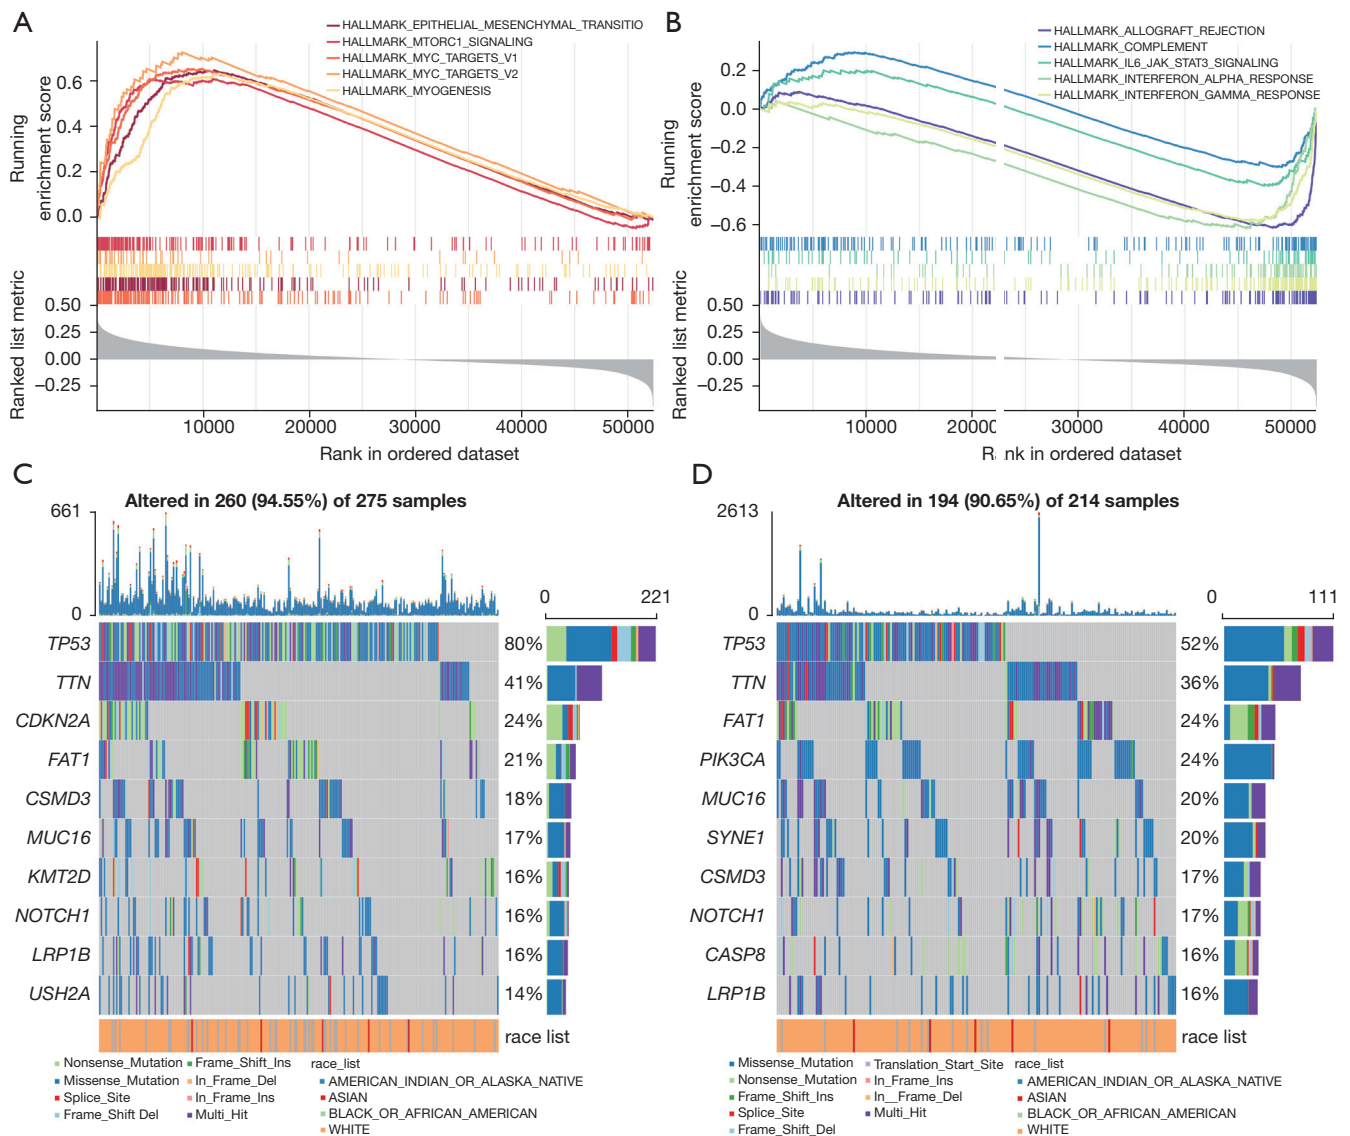 A
HALLMARK_EPITHELIAL_MESENCHYMAL_TRANSITIO
HALLMARK_MTORC1_SIGNALING
HALLMARK_MYC_TARGETS_V1
HALLMARK_MYC_TARGETS_V2
HALLMARK_MYOGENESIS
Running
enrichment score
0.6
0.4
0.2
0.0
Ranked list metric
0.50
0.25
0.00
−0.25
10000 20000 30000 40000 50000
Rank in ordered dataset
B
HALLMARK_ALLOGRAFT_REJECTION
HALLMARK_COMPLEMENT
HALLMARK_IL6_JAK_STAT3_SIGNALING
HALLMARK_INTERFERON_ALPHA_RESPONSE
HALLMARK_INTERFERON_GAMMA_RESPONSE
Running
enrichment score
0.2
0.0
−0.2
−0.4
−0.6
Ranked list metric
0.50
0.25
0.00
−0.25
10000 20000 30000 40000 50000
Rank in ordered dataset
C
Altered in 260 (94.55%) of 275 samples
661
0
0 221
TP53 80%
TTN 41%
CDKN2A 24%
FAT1 21%
CSMD3 18%
MUC16 17%
KMT2D 16%
NOTCH1 16%
LRP1B 16%
USH2A 14%
race list
Nonsense_Mutation
Missense_Mutation
Splice_Site
Frame_Shift Del
Frame_Shift_Ins
In_Frame_Del
In_Frame_Ins
Multi_Hit
race_list
AMERICAN_INDIAN_OR_ALASKA_NATIVE
ASIAN
BLACK_OR_AFRICAN_AMERICAN
WHITE
D
Altered in 194 (90.65%) of 214 samples
2613
0
0 111
TP53 52%
TTN 36%
FAT1 24%
PIK3CA 24%
MUC16 20%
SYNE1 20%
CSMD3 17%
NOTCH1 17%
CASP8 16%
LRP1B 16%
race list
Missense_Mutation
Nonsense_Mutation
Frame_Shift_Ins
Splice_Site
Frame_Shift_Del
Translation_Start_Site
In_Frame_Ins
In__Frame_Del
Multi_Hit
race_list
AMERICAN_INDIAN_OR_ALASKA_NATIVE
ASIAN
BLACK_OR_AFRICAN_AMERICAN
WHITE